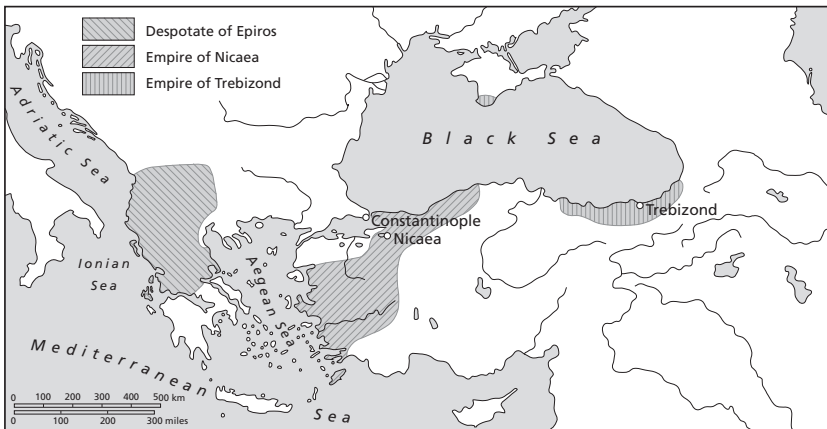 Despotate of Epiros
Empire of Nicaea
Empire of Trebizond
Adriatic Sea
Black Sea
Constantinople
Nicaea
Trebizond
Ionian
Sea
Aegean Sea
Mediterranean
Sea
0 100 200 300 400 500 km
0 100 200 300 miles